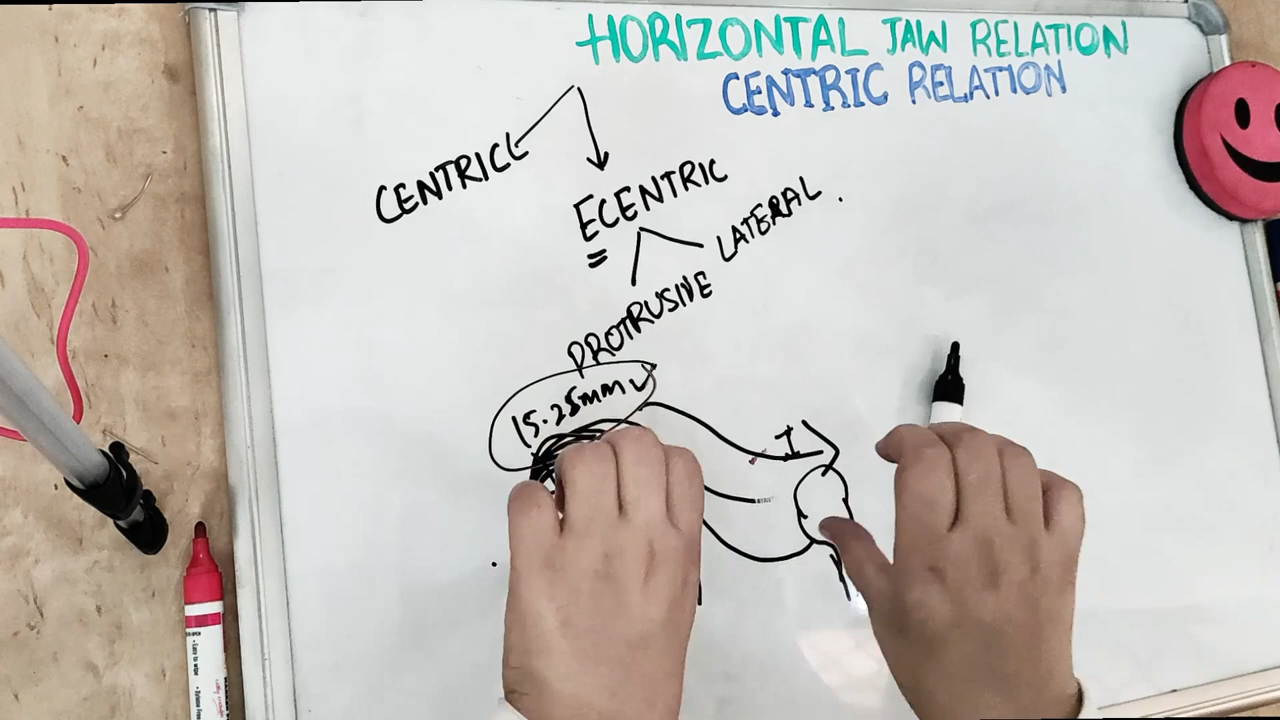 HORIZONTAL JAW RELATION
CENTRIC RELATION
CENTRIC
ECENTRIC
LATERAL .
PROTRUSIVE
15.25mm
I